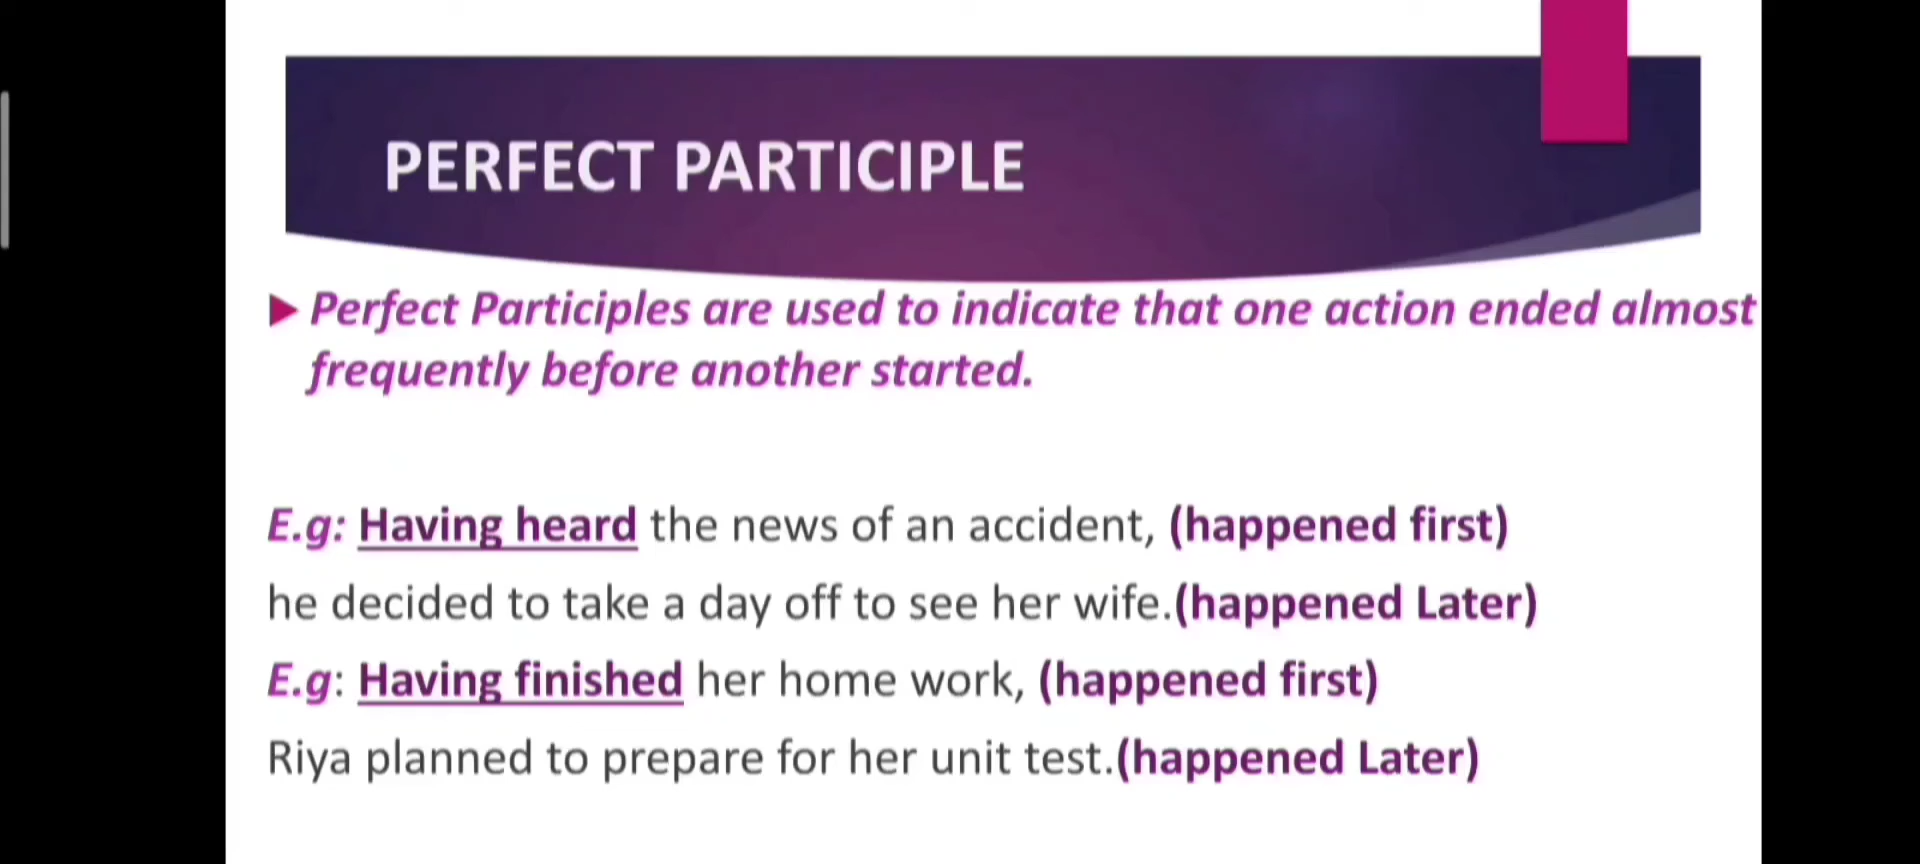 PERFECT PARTICIPLE
Perfect Participles are used to indicate that one action ended almost
frequently before another started.
E.g: Having heard the news of an accident, (happened first)
he decided to take a day off to see her wife.(happened Later)
E.g: Having finished her home work, (happened first)
Riya planned to prepare for her unit test.(happened Later)